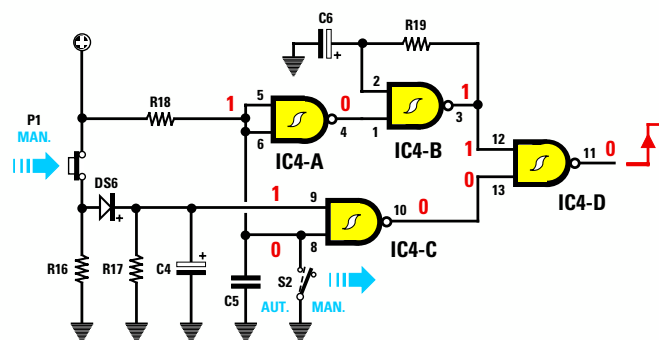 C6
R19
P1
MAN.
R18
1
5
6
0
4
IC4-A
2
1
1
3
IC4-B
1
12
0
13
11
0
IC4-D
DS6
+
1
9
10
0
8
0
IC4-C
R16
R17
C4
+
C5
S2
AUT.
MAN.
+